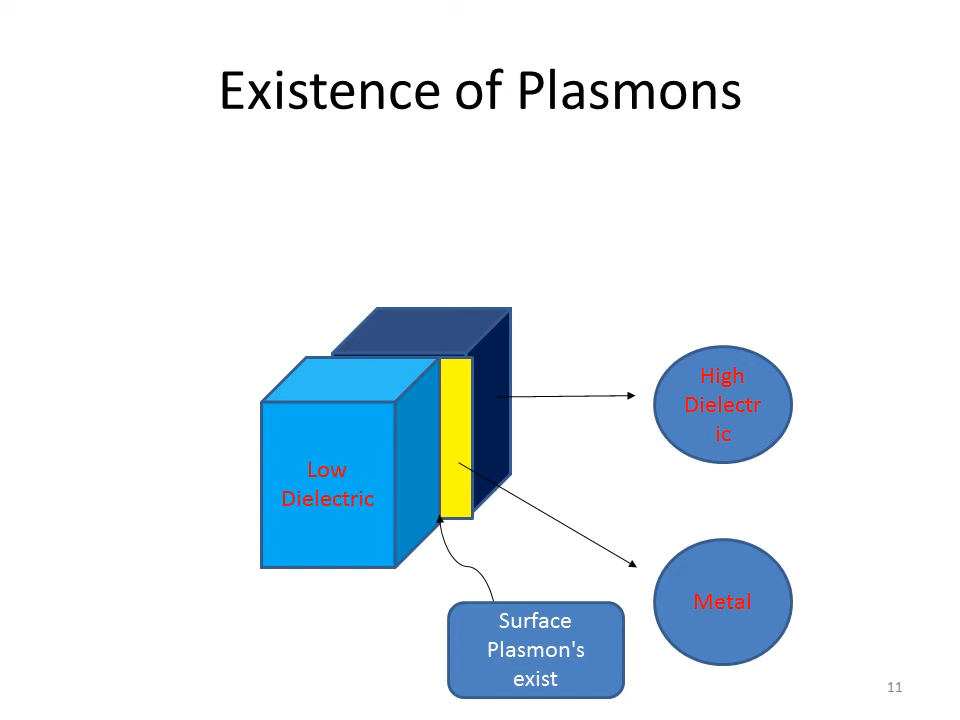 Existence of Plasmons
High
Dielectr
ic
Low
Dielectric
Metal
Surface
Plasmon's
exist
11